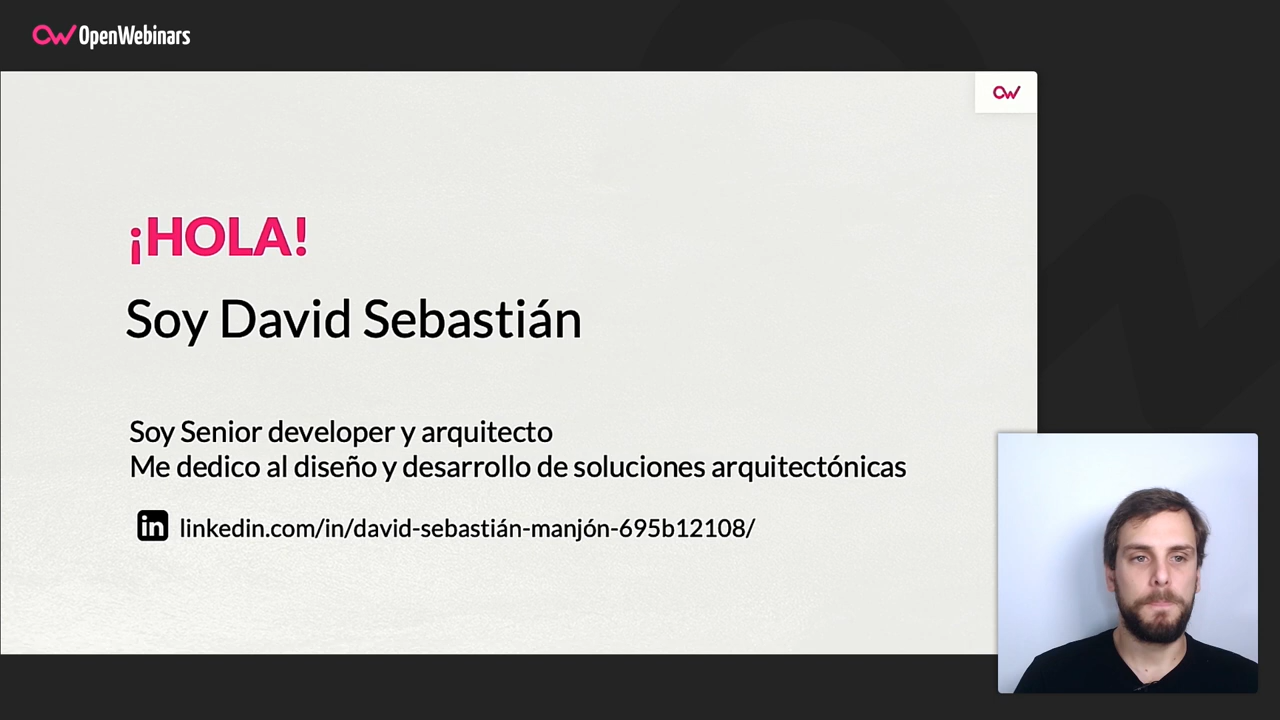 OpenWebinars
¡HOLA!
Soy David Sebastián
Soy Senior developer y arquitecto
Me dedico al diseño y desarrollo de soluciones arquitectónicas
in linkedin.com/in/david-sebastián-manjón-695b12108/